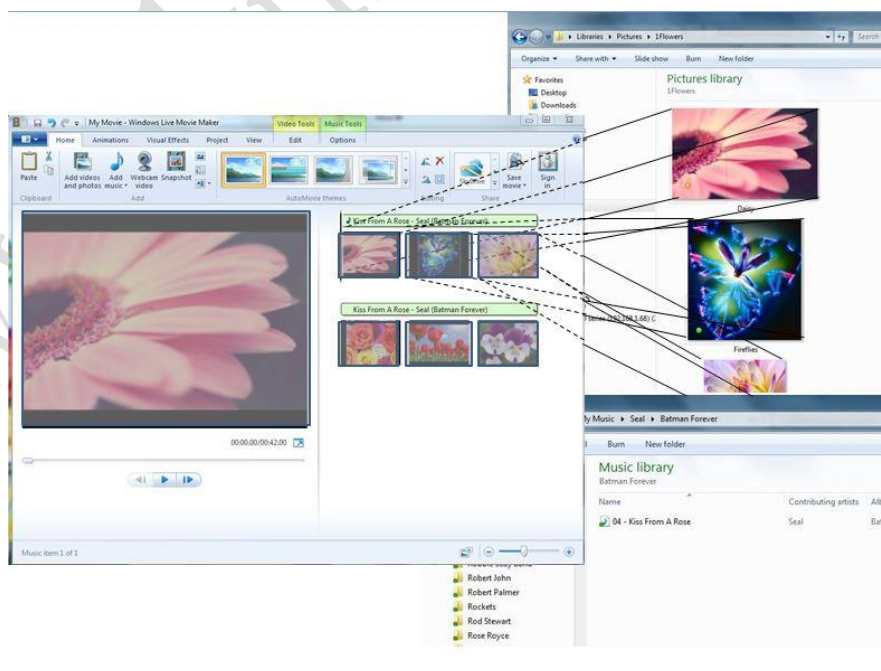 Libraries ▸ Pictures ▸ 1Flowers
Search
Organize
Share with
Slide show
Burn
New folder
Favorites
Desktop
Downloads
Pictures library
1Flowers
Daisy
Fireflies
My Movie - Windows Live Movie Maker
Video Tools
Music Tools
Home
Animations
Visual Effects
Project
View
Edit
Options
Paste
Add videos and photos
Add music
Webcam video
Snapshot
Save movie
Sign in
Clipboard
Add
AutoMovie themes
Editing
Share
Kiss From A Rose - Seal (Batman Forever)
Kiss From A Rose - Seal (Batman Forever)
00:00.00/00:42.00
Music item 1 of 1
My Music ▸ Seal ▸ Batman Forever
Burn
New folder
Music library
Batman Forever
Name
Contributing artists
04 - Kiss From A Rose
Seal
Robert John
Robert Palmer
Rockets
Rod Stewart
Rose Royce